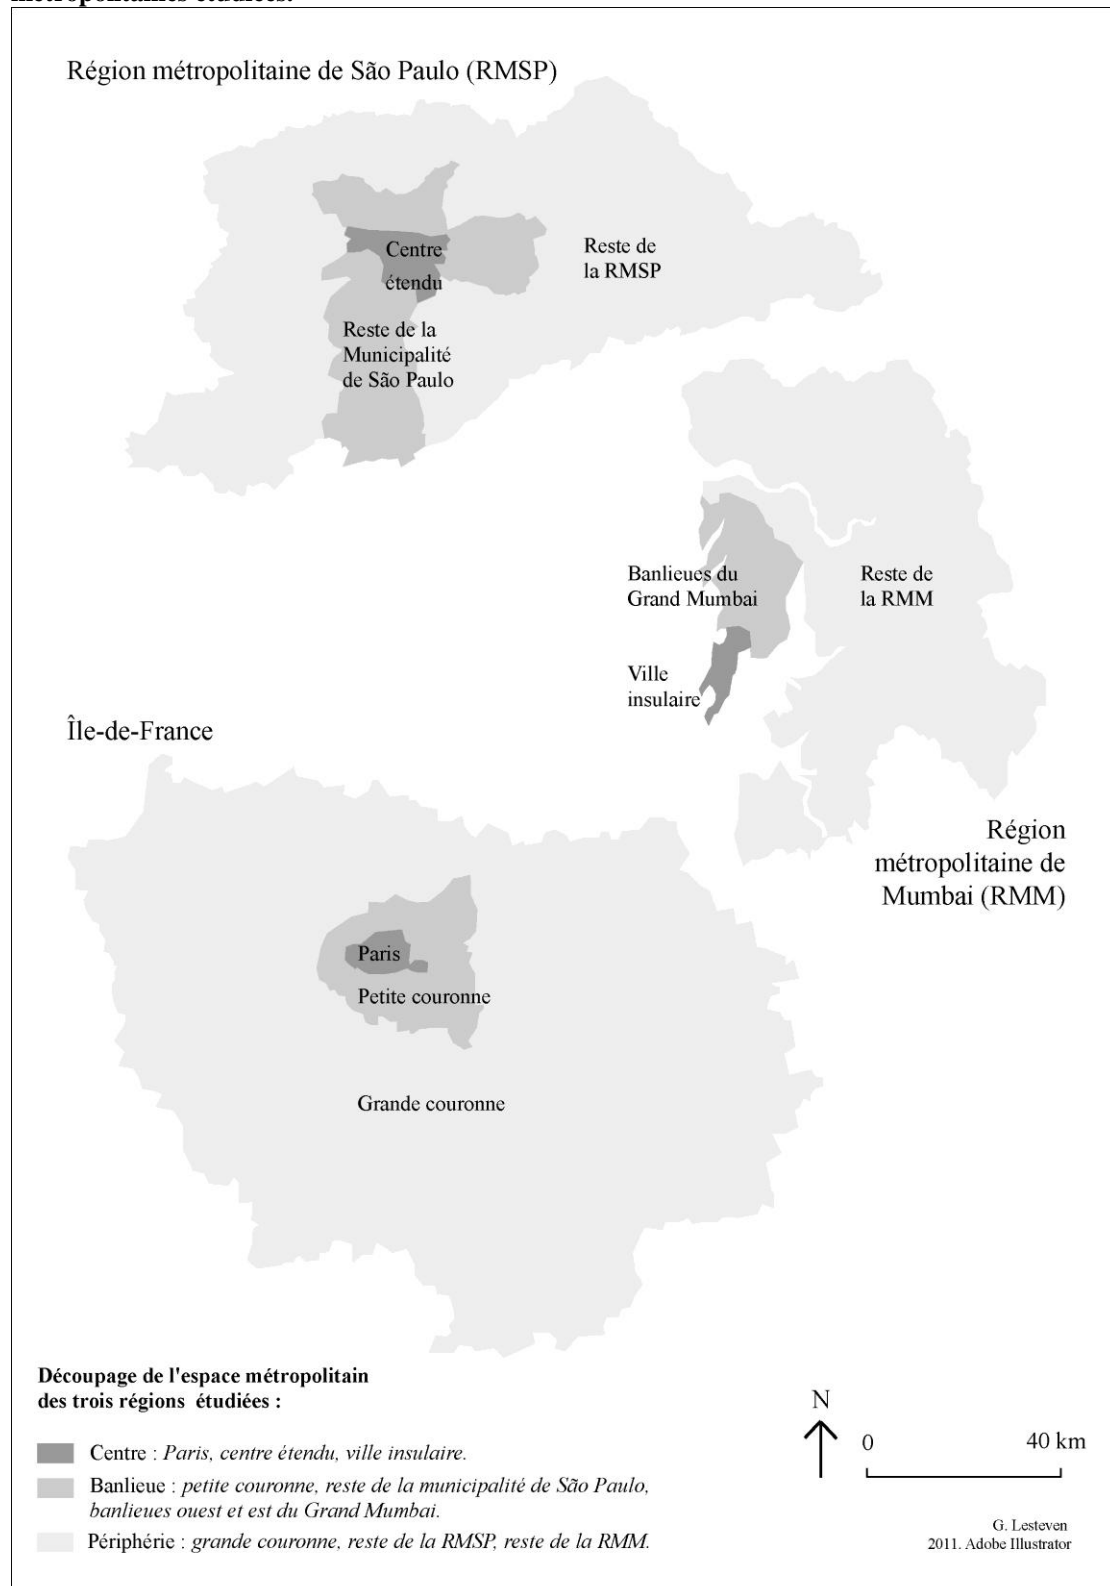 métropolitaines étudiées.
Région métropolitaine de São Paulo (RMSP)
Centre
étendu
Reste de
la RMSP
Reste de la
Municipalité
de São Paulo
Banlieues du
Grand Mumbai
Reste de
la RMM
Ville
insulaire
Île-de-France
Région
métropolitaine de
Mumbai (RMM)
Paris
Petite couronne
Grande couronne
Découpage de l'espace métropolitain
des trois régions étudiées :
N
0 40 km
Centre : Paris, centre étendu, ville insulaire.
Banlieue : petite couronne, reste de la municipalité de São Paulo,
banlieues ouest et est du Grand Mumbai.
Périphérie : grande couronne, reste de la RMSP, reste de la RMM.
G. Lesteven
2011. Adobe Illustrator